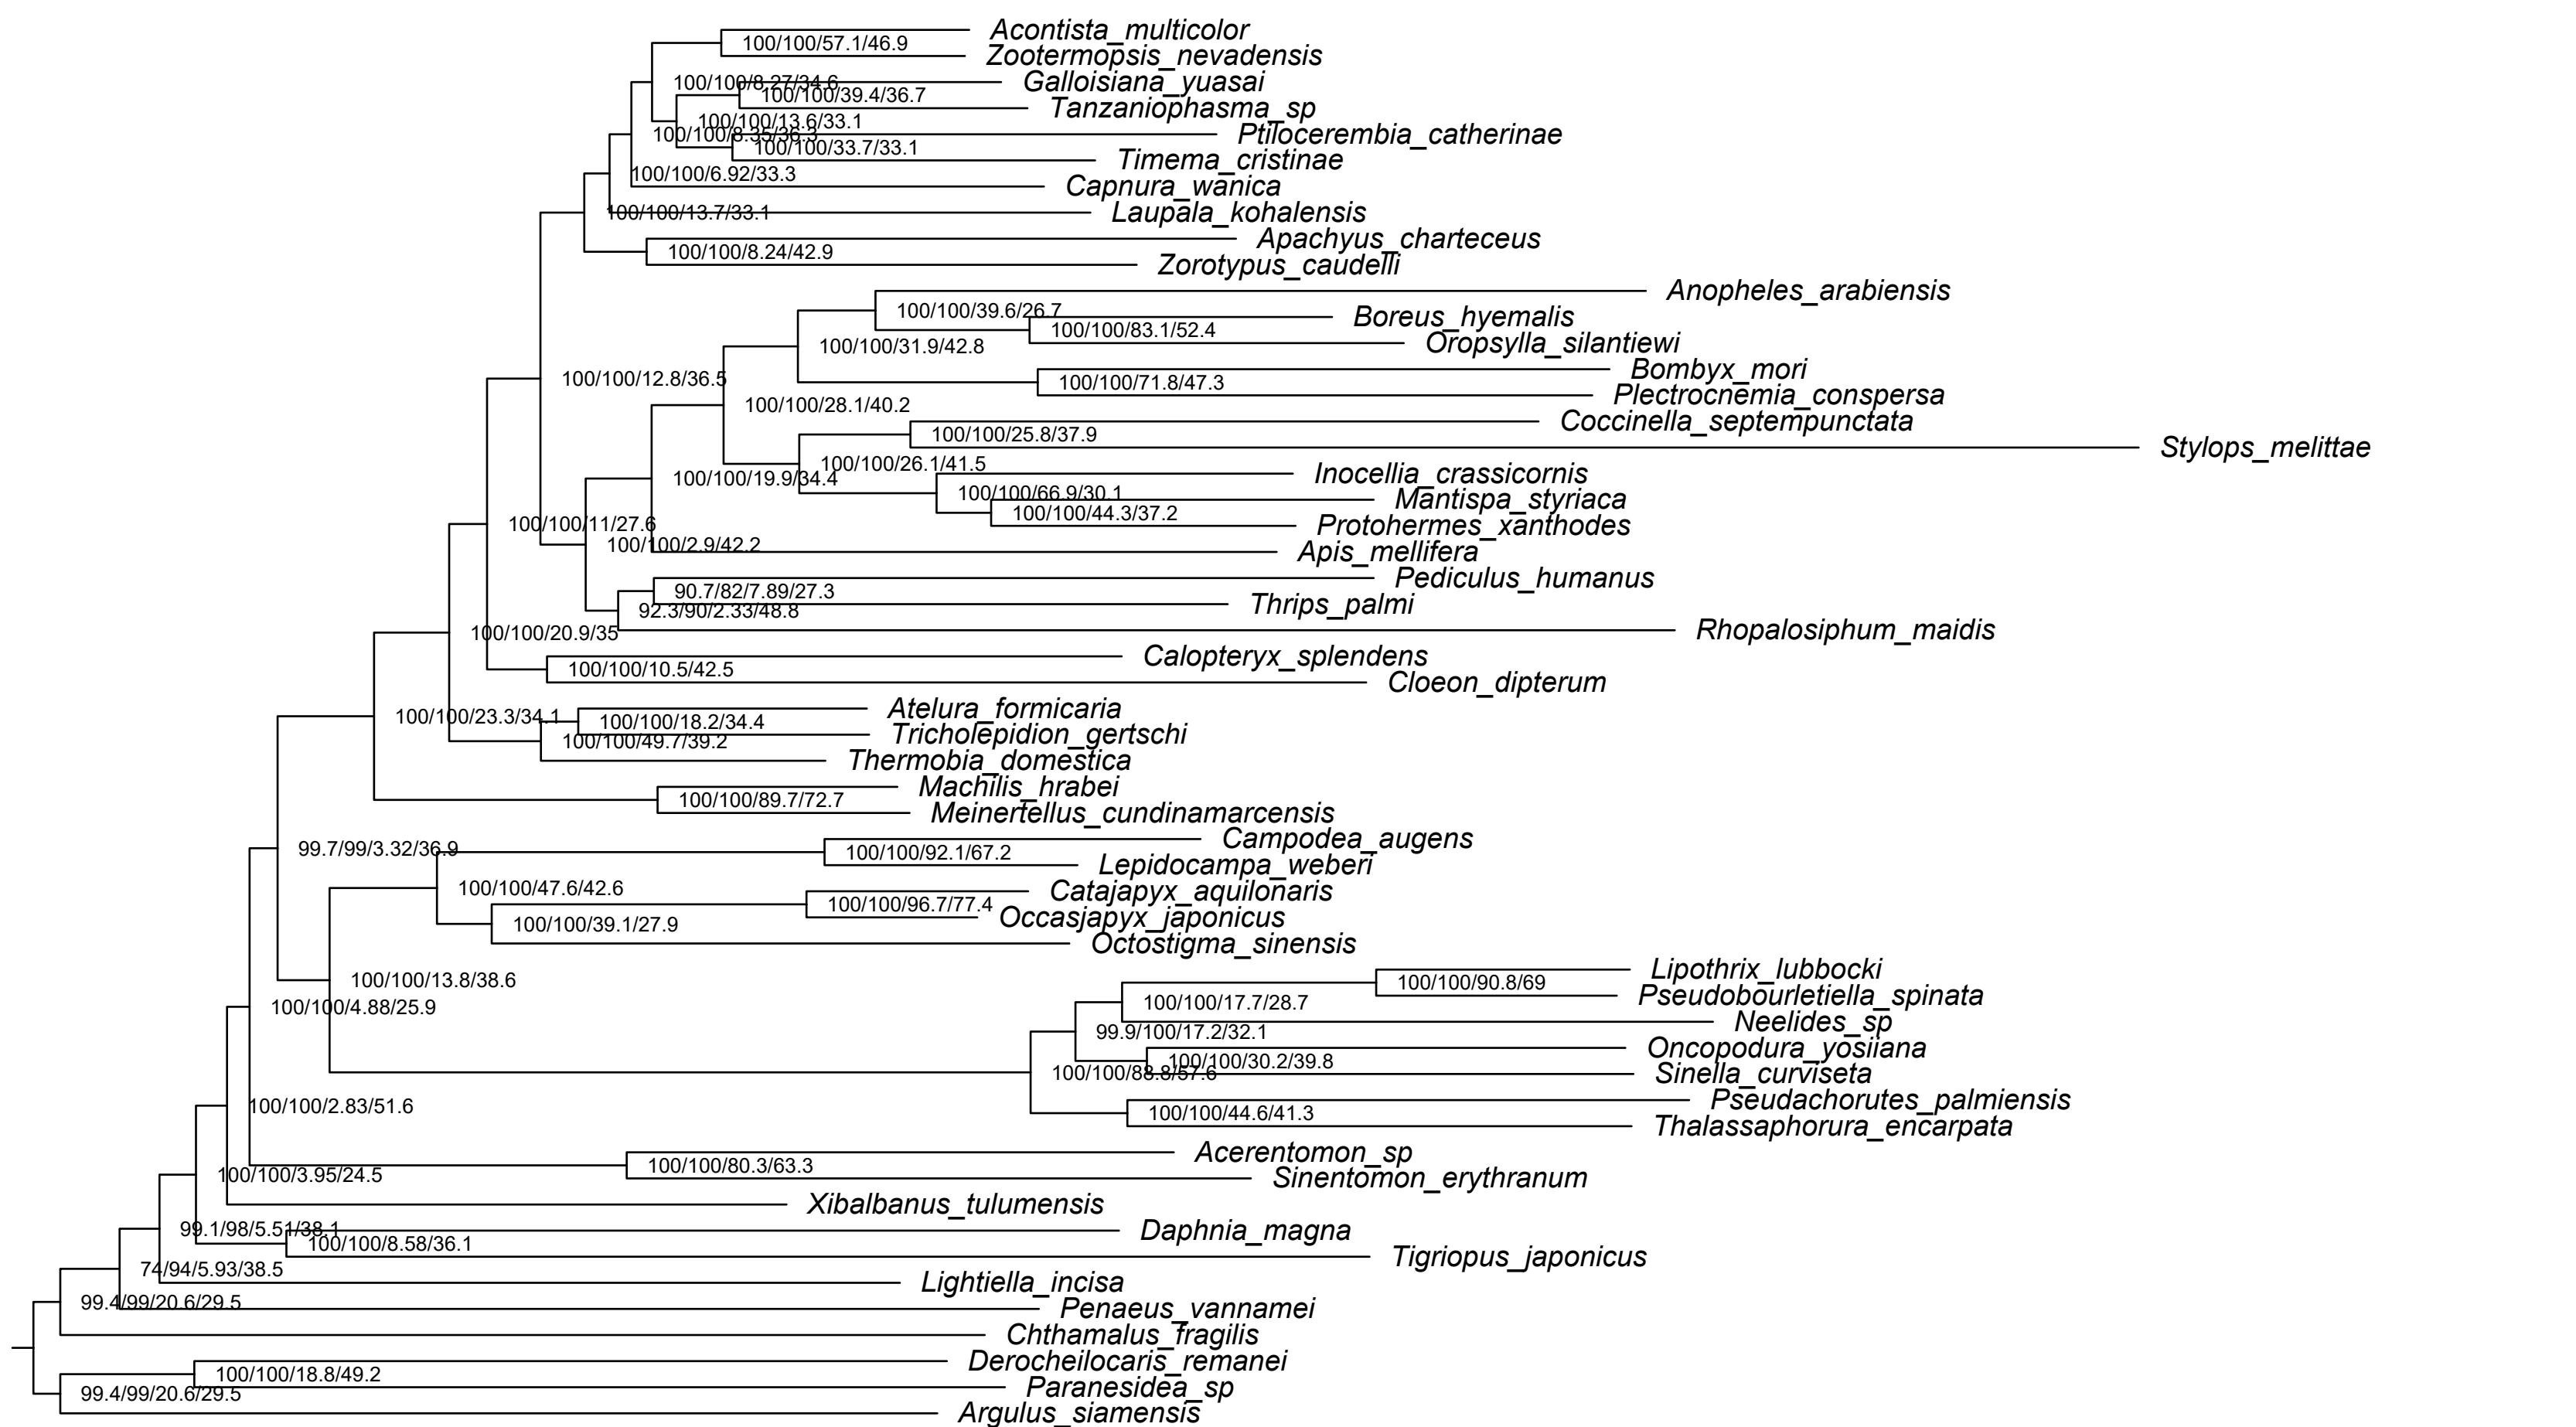 Acontista_multicolor
100/100/57.1/46.9
Zootermopsis_nevadensis
100/100/8.27/34.6
Galloisiana_yuasai
100/100/39.4/36.7
Tanzaniophasma_sp
100/100/13.6/33.1
100/100/8.35/36.3
Ptilocerembia_catherinae
100/100/33.7/33.1
Timema_cristinae
100/100/6.92/33.3
Capnura_wanica
100/100/13.7/33.1
Laupala_kohalensis
Apachyus_charteceus
100/100/8.24/42.9
Zorotypus_caudelli
Anopheles_arabiensis
100/100/39.6/26.7
Boreus_hyemalis
100/100/83.1/52.4
Oropsylla_silantiewi
100/100/31.9/42.8
Bombyx_mori
100/100/12.8/36.5
100/100/71.8/47.3
Plectrocnemia_conspersa
100/100/28.1/40.2
Coccinella_septempunctata
100/100/25.8/37.9
Stylops_melittae
100/100/26.1/41.5
Inocellia_crassicornis
100/100/19.9/34.4
100/100/66.9/30.1
Mantispa_styriaca
100/100/44.3/37.2
Protohermes_xanthodes
100/100/11/27.6
100/100/2.9/42.2
Apis_mellifera
Pediculus_humanus
90.7/82/7.89/27.3
Thrips_palmi
92.3/90/2.33/48.8
Rhopalosiphum_maidis
100/100/20.9/35
Calopteryx_splendens
100/100/10.5/42.5
Cloeon_dipterum
Atelura_formicaria
100/100/23.3/34.1
100/100/18.2/34.4
Tricholepidion_gertschi
100/100/49.7/39.2
Thermobia_domestica
Machilis_hrabei
100/100/89.7/72.7
Meinertellus_cundinamarcensis
Campodea_augens
99.7/99/3.32/36.9
100/100/92.1/67.2
Lepidocampa_weberi
100/100/47.6/42.6
Catajapyx_aquilonaris
100/100/96.7/77.4
Occasjapyx_japonicus
100/100/39.1/27.9
Octostigma_sinensis
Lipothrix_lubbocki
100/100/13.8/38.6
100/100/90.8/69
Pseudobourletiella_spinata
100/100/4.88/25.9
100/100/17.7/28.7
Neelides_sp
99.9/100/17.2/32.1
Oncopodura_yosiiana
100/100/30.2/39.8
100/100/88.8/57.6
Sinella_curviseta
Pseudachorutes_palmiensis
100/100/2.83/51.6
100/100/44.6/41.3
Thalassaphorura_encarpata
Acerentomon_sp
100/100/80.3/63.3
100/100/3.95/24.5
Sinentomon_erythranum
Xibalbanus_tulumensis
99.1/98/5.51/38.1
Daphnia_magna
100/100/8.58/36.1
Tigriopus_japonicus
74/94/5.93/38.5
Lightiella_incisa
99.4/99/20.6/29.5
Penaeus_vannamei
Chthamalus_fragilis
Derocheilocaris_remanei
100/100/18.8/49.2
Paranesidea_sp
99.4/99/20.6/29.5
Argulus_siamensis